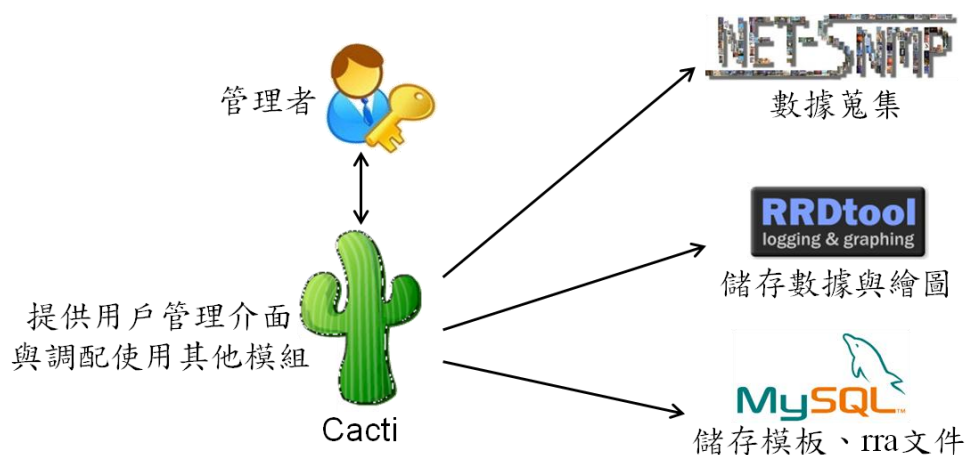 管理者
NET-SNMP
數據蒐集
RRDtool
logging & graphing
儲存數據與繪圖
提供用戶管理介面
與調配使用其他模組
Cacti
MySQL™
儲存模板、rra文件